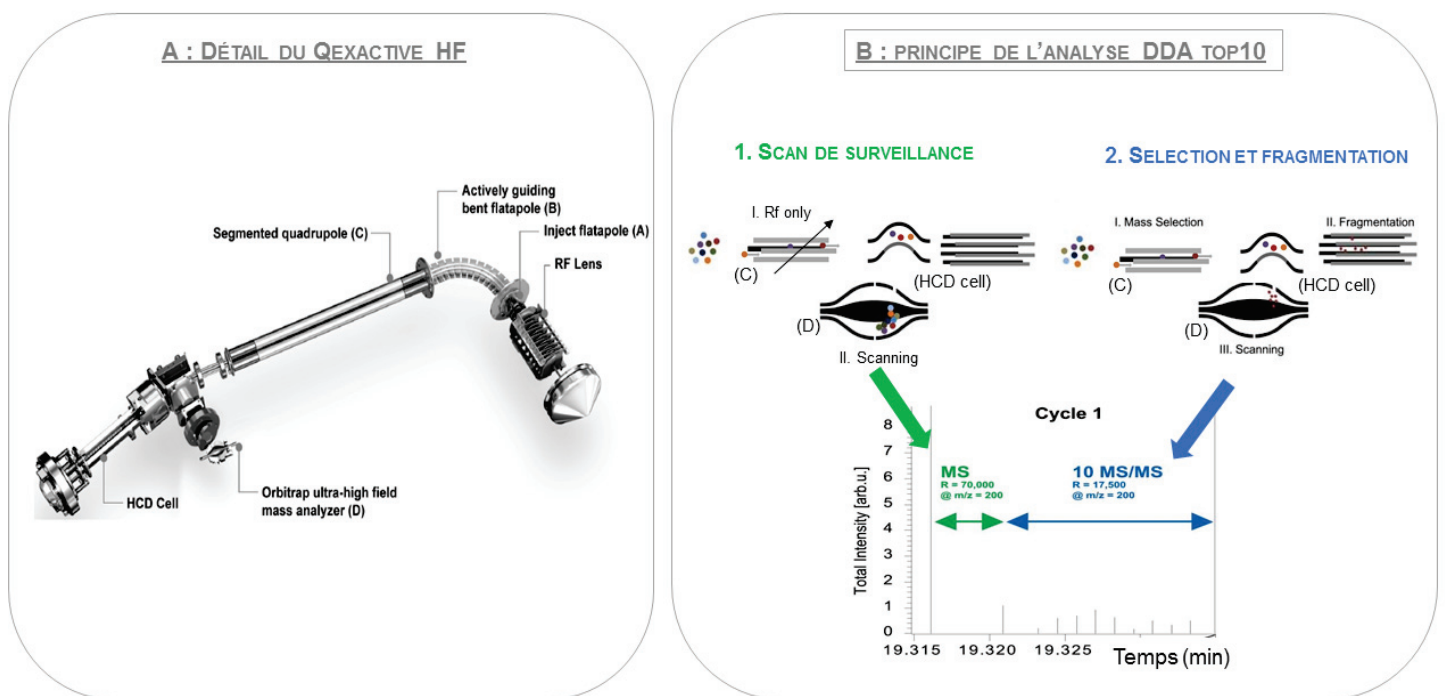 A : DÉTAIL DU QEXACTIVE HF
Actively guiding
bent flatapole (B)
Segmented quadrupole (C)
Inject flatapole (A)
RF Lens
HCD Cell
Orbitrap ultra-high field
mass analyzer (D)
B : PRINCIPE DE L'ANALYSE DDA TOP10
1. SCAN DE SURVEILLANCE
I. Rf only
(C)
(HCD cell)
(D)
II. Scanning
2. SELECTION ET FRAGMENTATION
I. Mass Selection
II. Fragmentation
(C)
(HCD cell)
(D)
III. Scanning
Cycle 1
MS
R = 70,000
@ m/z = 200
10 MS/MS
R = 17,500
@ m/z = 200
Total Intensity [arb.u.]
8
7
6
5
4
3
2
1
0
19.315 19.320 19.325
Temps (min)